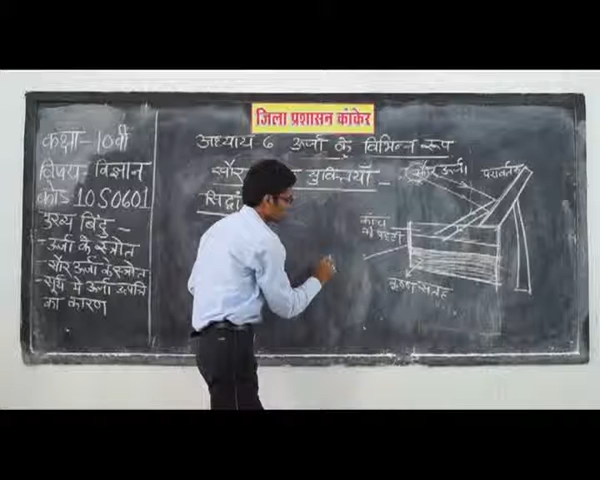 जिला प्रशासन कांकेर
कक्षा - 10वीं
विषय - विज्ञान
कोड 10S0601
मुख्य बिंदु -
- ऊर्जा के स्त्रोत
- सौर ऊर्जा के स्त्रोत
- सूर्य में ऊर्जा उत्पत्ति
का कारण
अध्याय 6 ऊर्जा के विभिन्न रूप
सौर युक्तियाँ -
सौर ऊर्जा
परावर्तक
काँच
की पट्टी
कृष्ण सतह